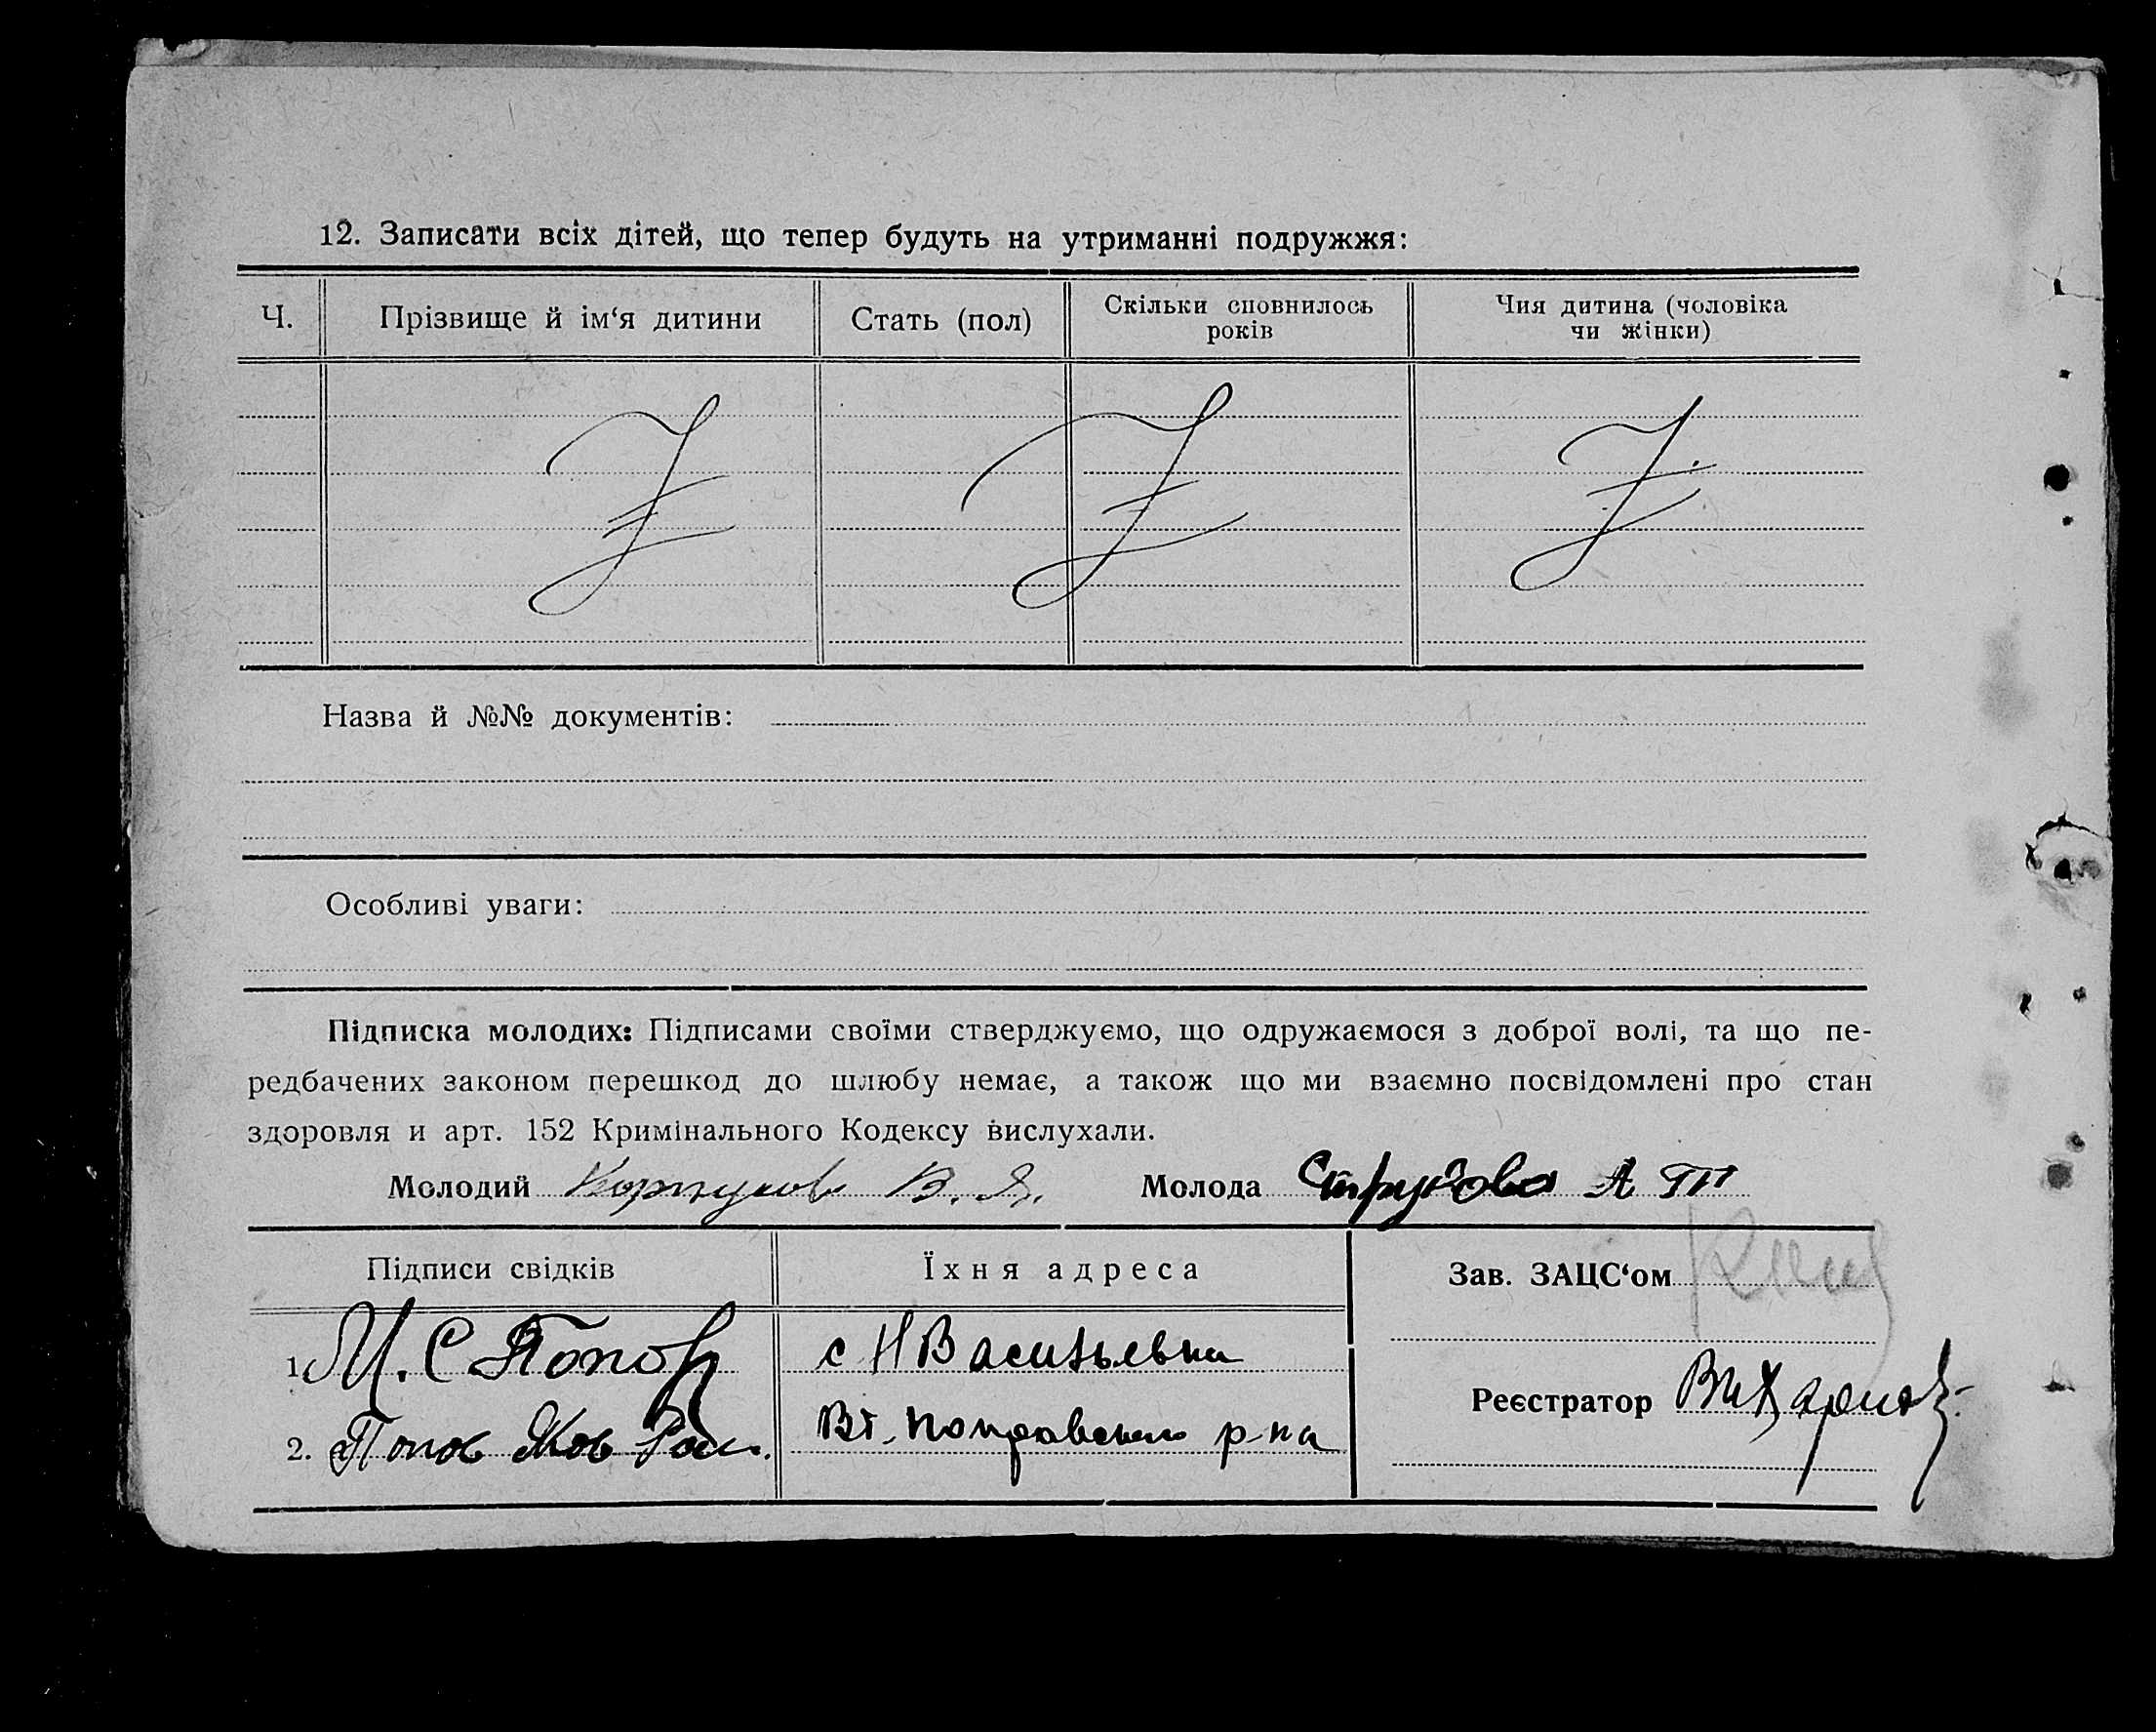 12. Записати всіх дітей, що тепер будуть на утриманні подружжя:
Ч. Прізвище й ім‘я дитини Стать (пол) Скільки сповнилось років Чия дитина (чоловіка чи жінки)
Назва й №№ документів:
Особливі уваги:
Підписка молодих: Підписами своїми стверджуємо, що одружаємося з доброї волі, та що пе-
редбачених законом перешкод до шлюбу немає, а також що ми взаємно посвідомлені про стан
здоровля и арт. 152 Кримінального Кодексу вислухали.
Молодий В. Я. Молода А П
Підписи свідків Їхня адреса Зав. ЗАЦС‘ом
1. М. С Попов с Н Васильевка
Реєстратор
2. Попов Яков р-на